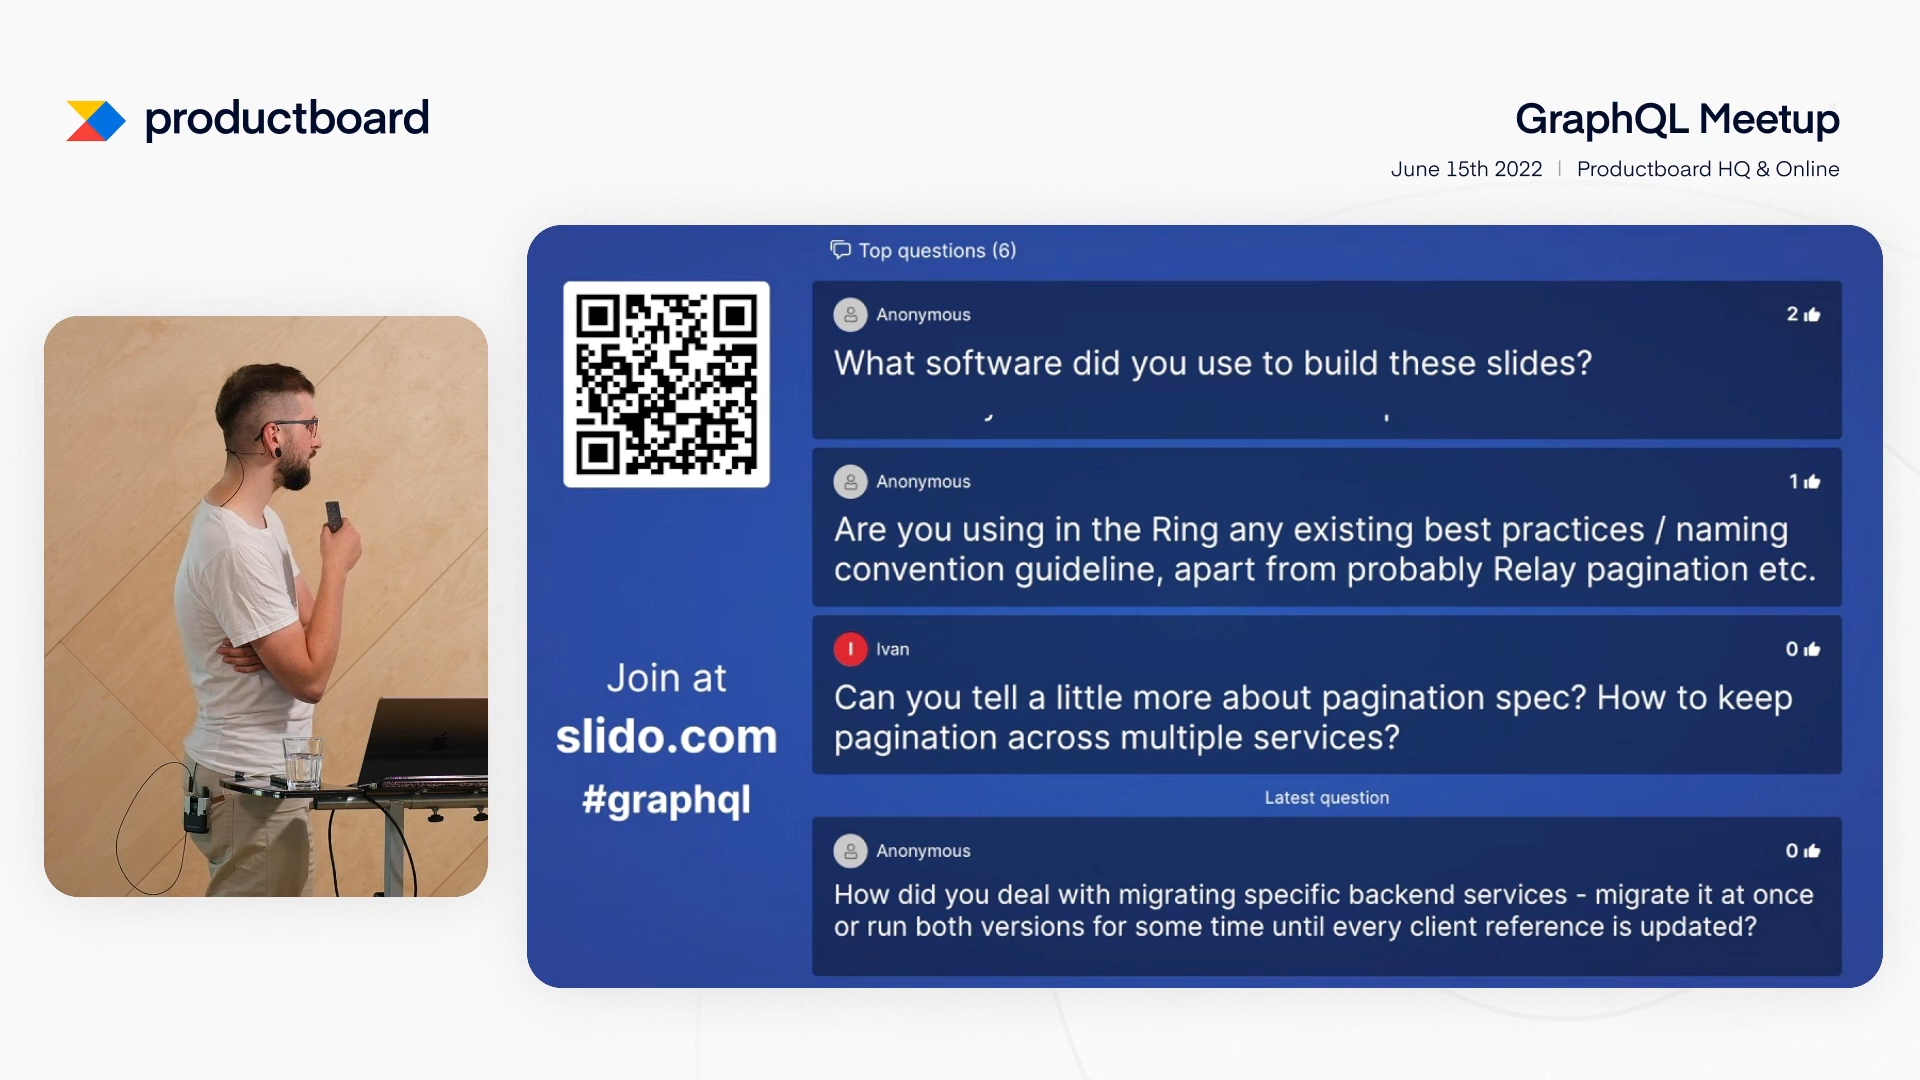 productboard
GraphQL Meetup
June 15th 2022 | Productboard HQ & Online
Top questions (6)
Anonymous
2
What software did you use to build these slides?
Anonymous
1
Are you using in the Ring any existing best practices / naming
convention guideline, apart from probably Relay pagination etc.
I
Ivan
0
Can you tell a little more about pagination spec? How to keep
pagination across multiple services?
Latest question
Anonymous
0
How did you deal with migrating specific backend services - migrate it at once
or run both versions for some time until every client reference is updated?
Join at
slido.com
#graphql